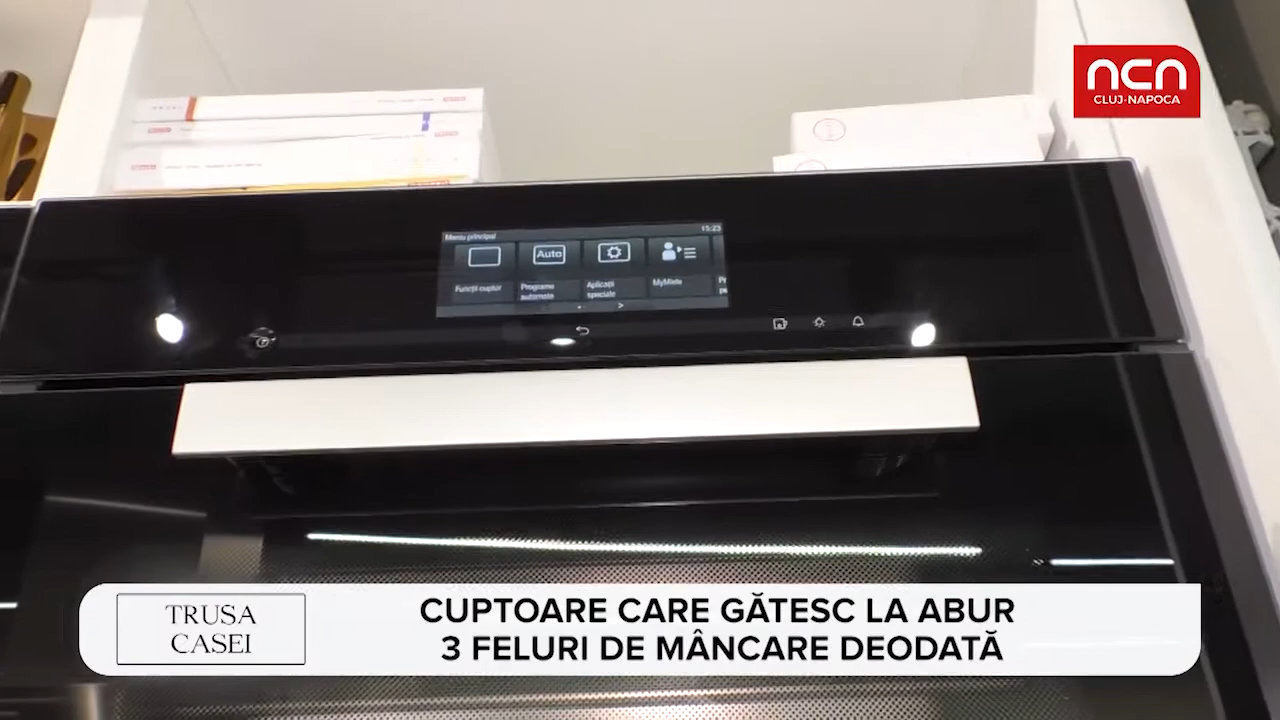 ncn
CLUJ-NAPOCA
Meniu principal
15:23
Auto
Funcții cuptor
Programe
automate
Aplicații
speciale
MyMiele
TRUSA
CASEI
CUPTOARE CARE GĂTESC LA ABUR
3 FELURI DE MÂNCARE DEODATĂ